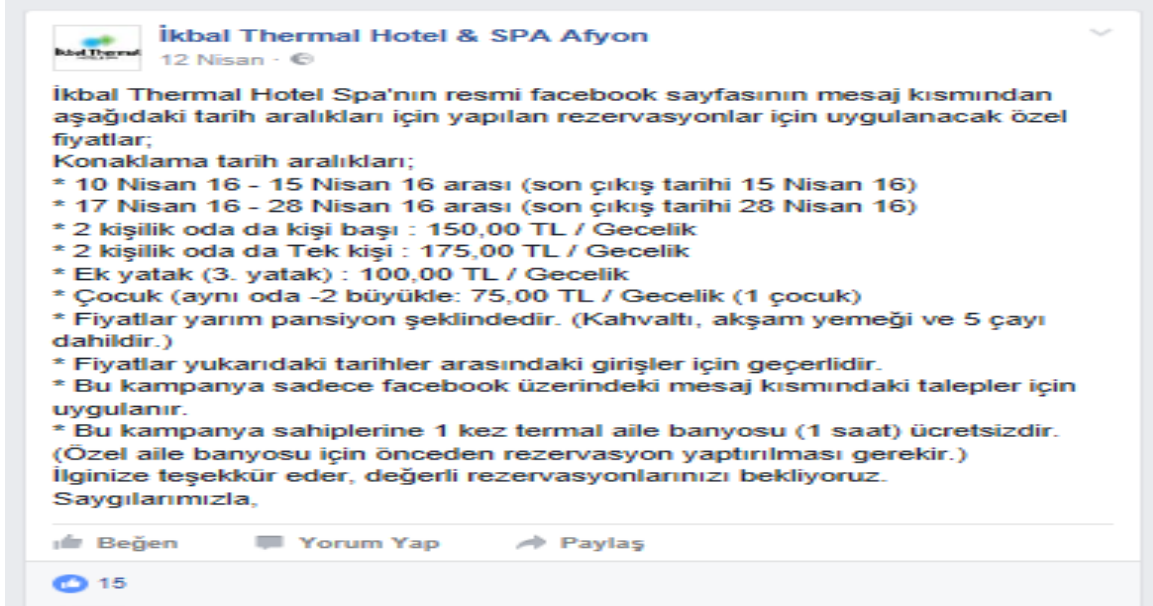 İkbal Thermal
İkbal Thermal Hotel & SPA Afyon
12 Nisan ·
İkbal Thermal Hotel Spa'nın resmi facebook sayfasının mesaj kısmından
aşağıdaki tarih aralıkları için yapılan rezervasyonlar için uygulanacak özel
fiyatlar;
Konaklama tarih aralıkları;
* 10 Nisan 16 - 15 Nisan 16 arası (son çıkış tarihi 15 Nisan 16)
* 17 Nisan 16 - 28 Nisan 16 arası (son çıkış tarihi 28 Nisan 16)
* 2 kişilik oda da kişi başı : 150,00 TL / Gecelik
* 2 kişilik oda da Tek kişi : 175,00 TL / Gecelik
* Ek yatak (3. yatak) : 100,00 TL / Gecelik
* Çocuk (aynı oda -2 büyükle: 75,00 TL / Gecelik (1 çocuk)
* Fiyatlar yarım pansiyon şeklindedir. (Kahvaltı, akşam yemeği ve 5 çayı
dahildir.)
* Fiyatlar yukarıdaki tarihler arasındaki girişler için geçerlidir.
* Bu kampanya sadece facebook üzerindeki mesaj kısmındaki talepler için
uygulanır.
* Bu kampanya sahiplerine 1 kez termal aile banyosu (1 saat) ücretsizdir.
(Özel aile banyosu için önceden rezervasyon yaptırılması gerekir.)
İlginize teşekkür eder, değerli rezervasyonlarınızı bekliyoruz.
Saygılarımızla,
Beğen Yorum Yap Paylaş
15